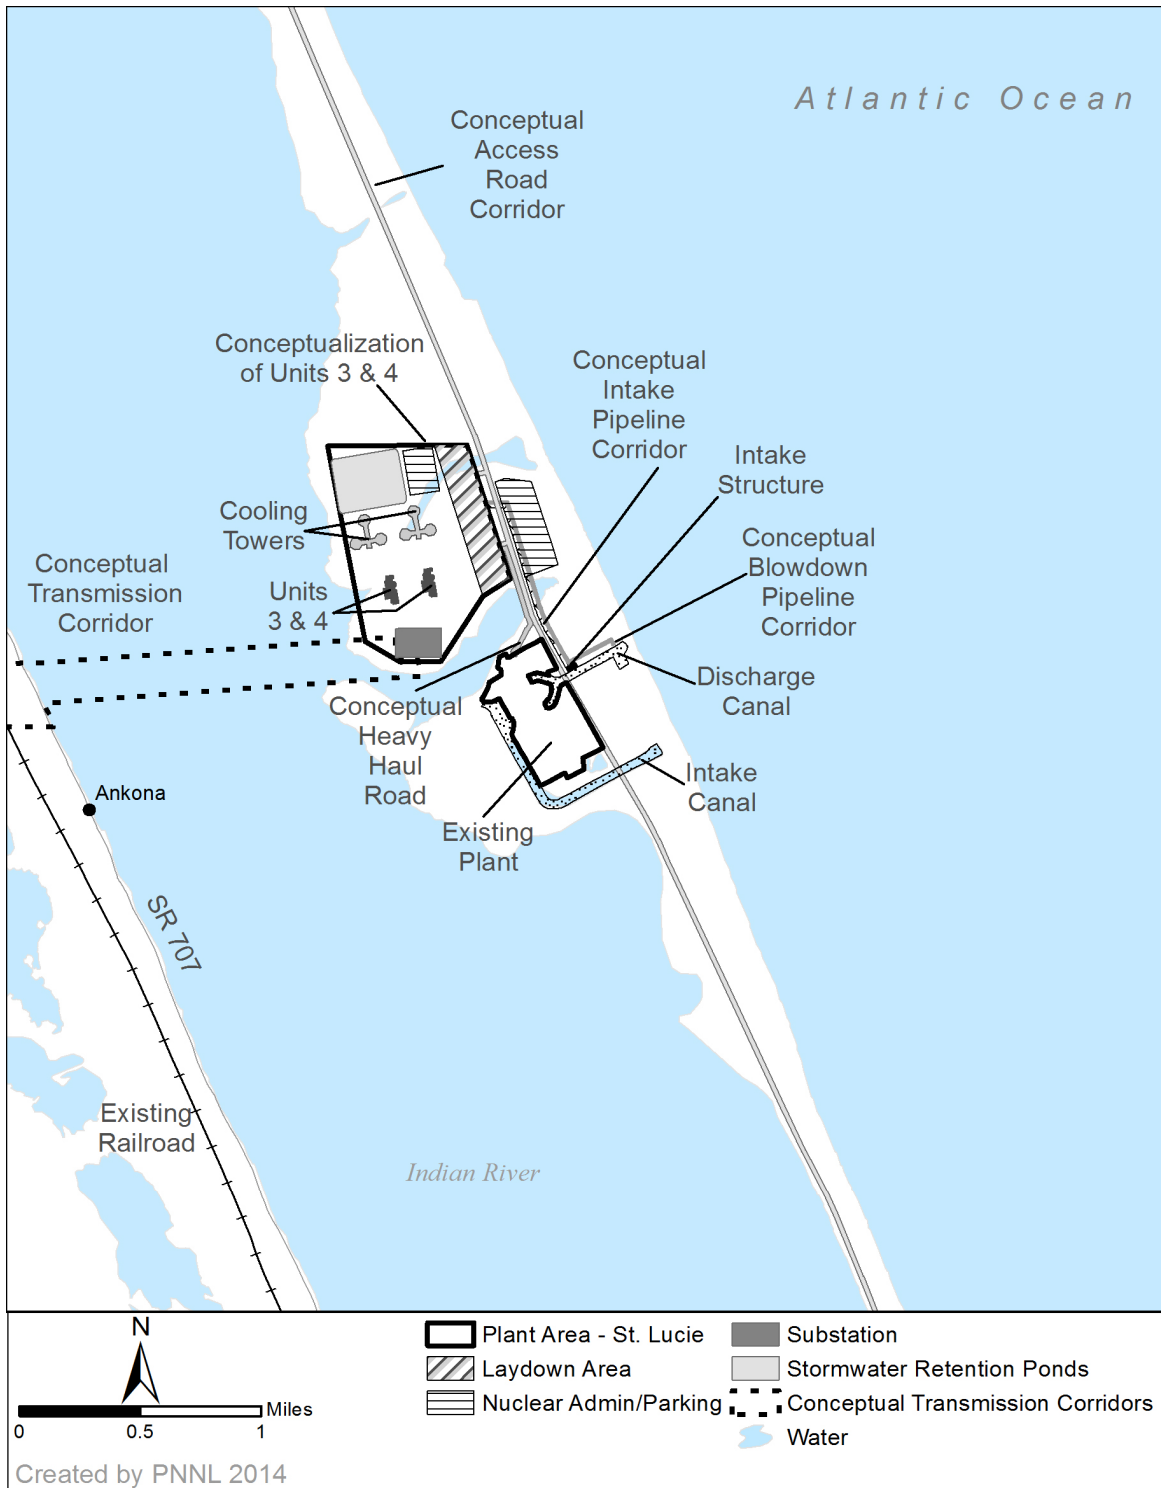 Atlantic Ocean
Conceptual
Access
Road
Corridor
Conceptualization
of Units 3 & 4
Conceptual
Intake
Pipeline
Corridor
Intake
Structure
Cooling
Towers
Conceptual
Blowdown
Pipeline
Corridor
Conceptual
Transmission
Corridor
Units
3 & 4
Discharge
Canal
Conceptual
Heavy
Haul
Road
Intake
Canal
Ankona
Existing
Plant
SR 707
Existing
Railroad
Indian River
N
Miles
0 0.5 1
Plant Area - St. Lucie
Laydown Area
Nuclear Admin/Parking
Substation
Stormwater Retention Ponds
Conceptual Transmission Corridors
Water
Created by PNNL 2014